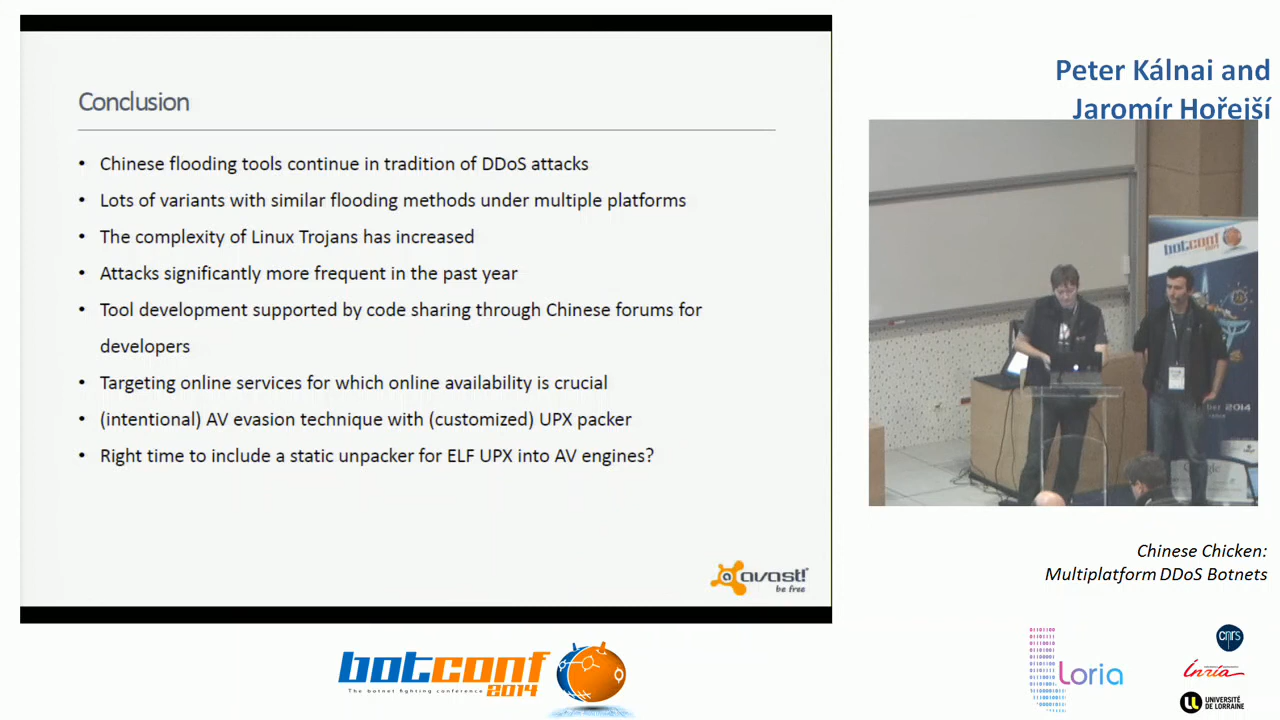 Conclusion
• Chinese flooding tools continue in tradition of DDoS attacks
• Lots of variants with similar flooding methods under multiple platforms
• The complexity of Linux Trojans has increased
• Attacks significantly more frequent in the past year
• Tool development supported by code sharing through Chinese forums for
developers
• Targeting online services for which online availability is crucial
• (intentional) AV evasion technique with (customized) UPX packer
• Right time to include a static unpacker for ELF UPX into AV engines?
avast!
be free
Peter Kálnai and
Jaromír Hořejší
botconf
2014
Chinese Chicken:
Multiplatform DDoS Botnets
botconf
The botnet fighting conference 2014
Loria
cnrs
Inria
UNIVERSITÉ
DE LORRAINE